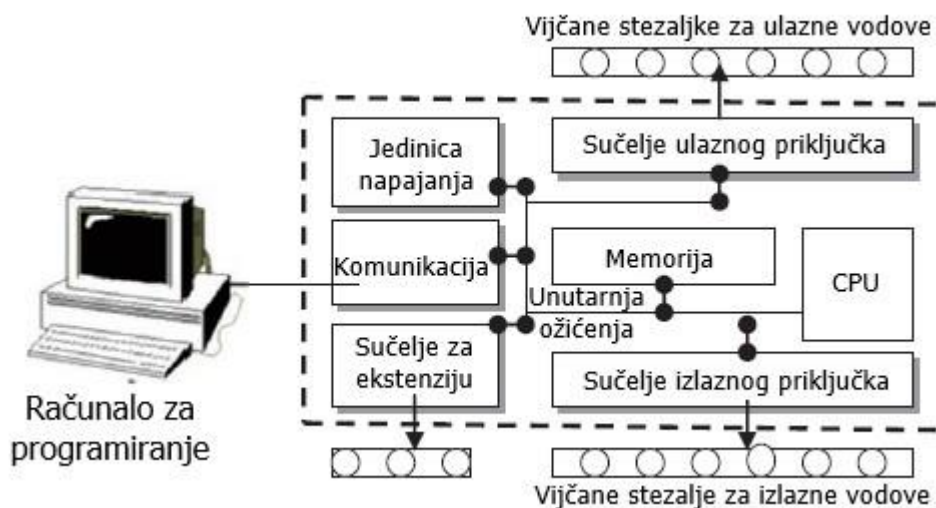 Vijčane stezaljke za ulazne vodove
Jedinica
napajanja
Sučelje ulaznog priključka
Komunikacija
Memorija
CPU
Unutarnja
ožićenja
Sučelje za
ekstenziju
Sučelje izlaznog priključka
Računalo za
programiranje
Vijčane stezalje za izlazne vodove